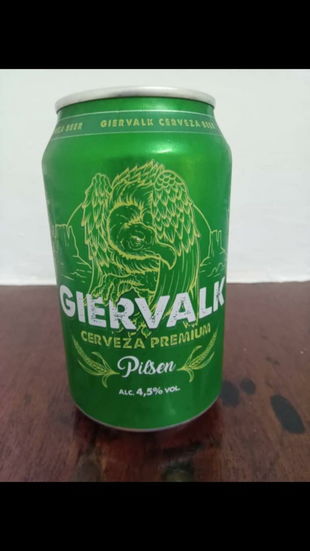 GIERVALK CERVEZA BEER
GIERVALK
CERVEZA PREMIUM
Pilsen
ALC. 4,5% VOL.